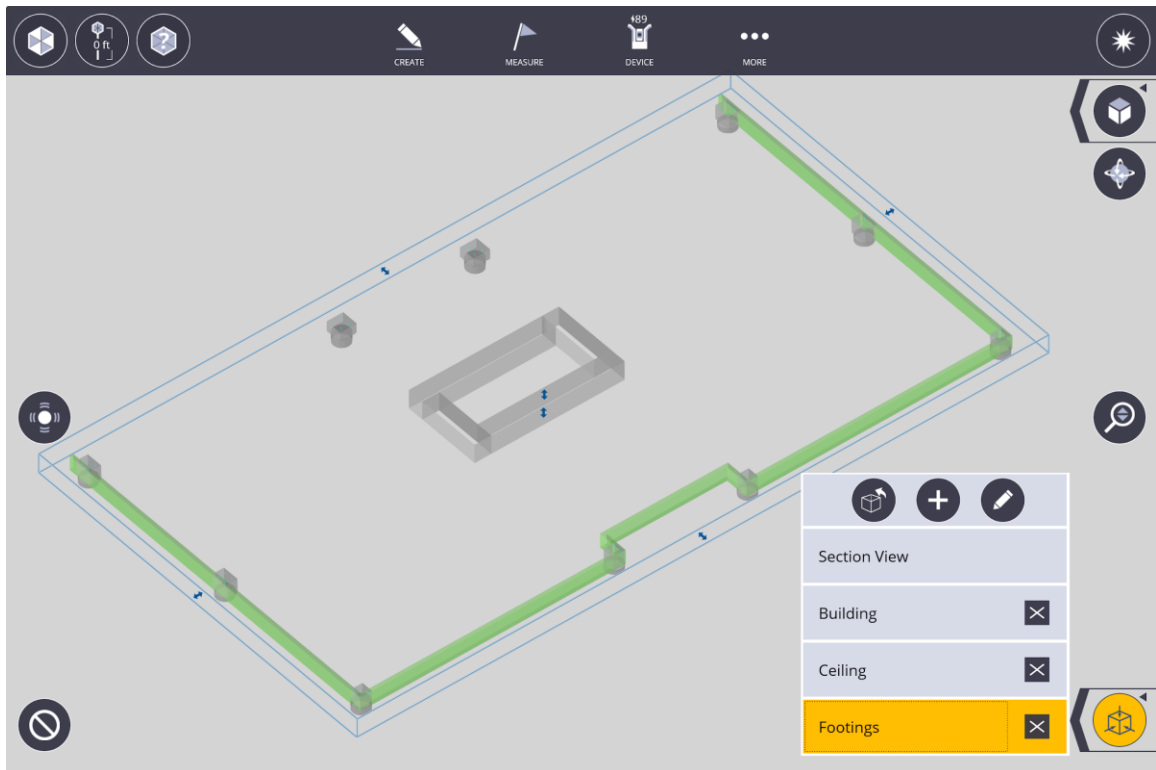 0 ft
?
89
CREATE
MEASURE
DEVICE
MORE
Section View
Building
Ceiling
Footings